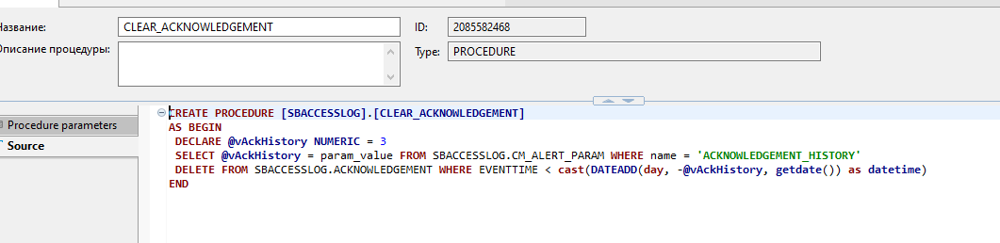 Название: CLEAR_ACKNOWLEDGEMENT ID: 2085582468
Описание процедуры: Type: PROCEDURE
Procedure parameters
Source
CREATE PROCEDURE [SBACCESSLOG].[CLEAR_ACKNOWLEDGEMENT]
AS BEGIN
DECLARE @vAckHistory NUMERIC = 3
SELECT @vAckHistory = param_value FROM SBACCESSLOG.CM_ALERT_PARAM WHERE name = 'ACKNOWLEDGEMENT_HISTORY'
DELETE FROM SBACCESSLOG.ACKNOWLEDGEMENT WHERE EVENTTIME < cast(DATEADD(day, -@vAckHistory, getdate()) as datetime)
END